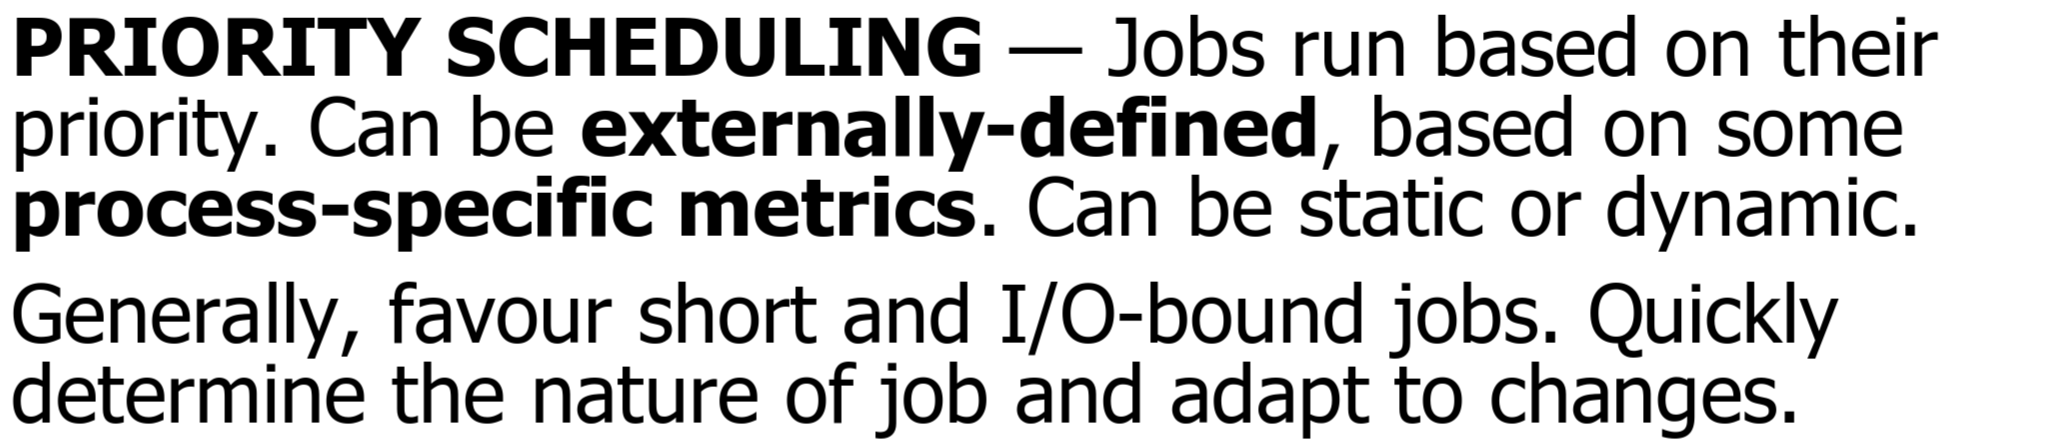 PRIORITY SCHEDULING — Jobs run based on their
priority. Can be externally-defined, based on some
process-specific metrics. Can be static or dynamic.
Generally, favour short and I/O-bound jobs. Quickly
determine the nature of job and adapt to changes.